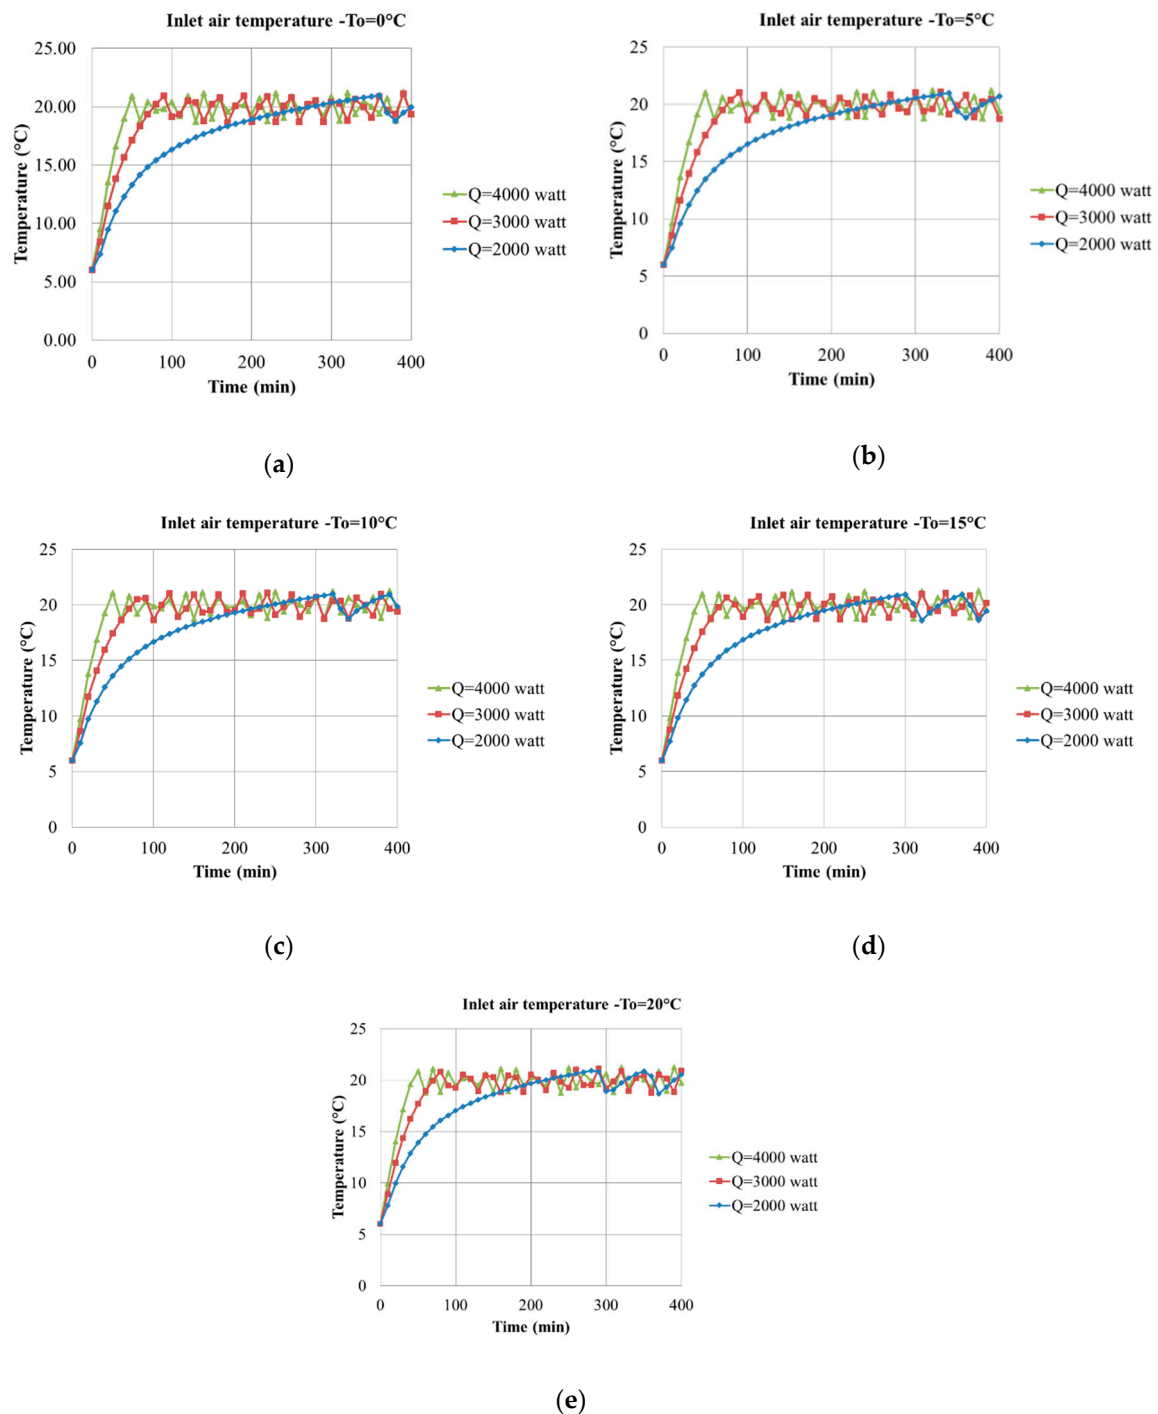 Inlet air temperature -To=0°C
25.00
20.00
15.00
10.00
5.00
0.00
Temperature (°C)
0 100 200 300 400
Time (min)
Q=4000 watt
Q=3000 watt
Q=2000 watt
(a)
Inlet air temperature -To=5°C
25
20
15
10
5
0
Temperature (°C)
0 100 200 300 400
Time (min)
Q=4000 watt
Q=3000 watt
Q=2000 watt
(b)
Inlet air temperature -To=10°C
25
20
15
10
5
0
Temperature (°C)
0 100 200 300 400
Time (min)
Q=4000 watt
Q=3000 watt
Q=2000 watt
(c)
Inlet air temperature -To=15°C
25
20
15
10
5
0
Temperature (°C)
0 100 200 300 400
Time (min)
Q=4000 watt
Q=3000 watt
Q=2000 watt
(d)
Inlet air temperature -To=20°C
25
20
15
10
5
0
Temperature (°C)
0 100 200 300 400
Time (min)
Q=4000 watt
Q=3000 watt
Q=2000 watt
(e)